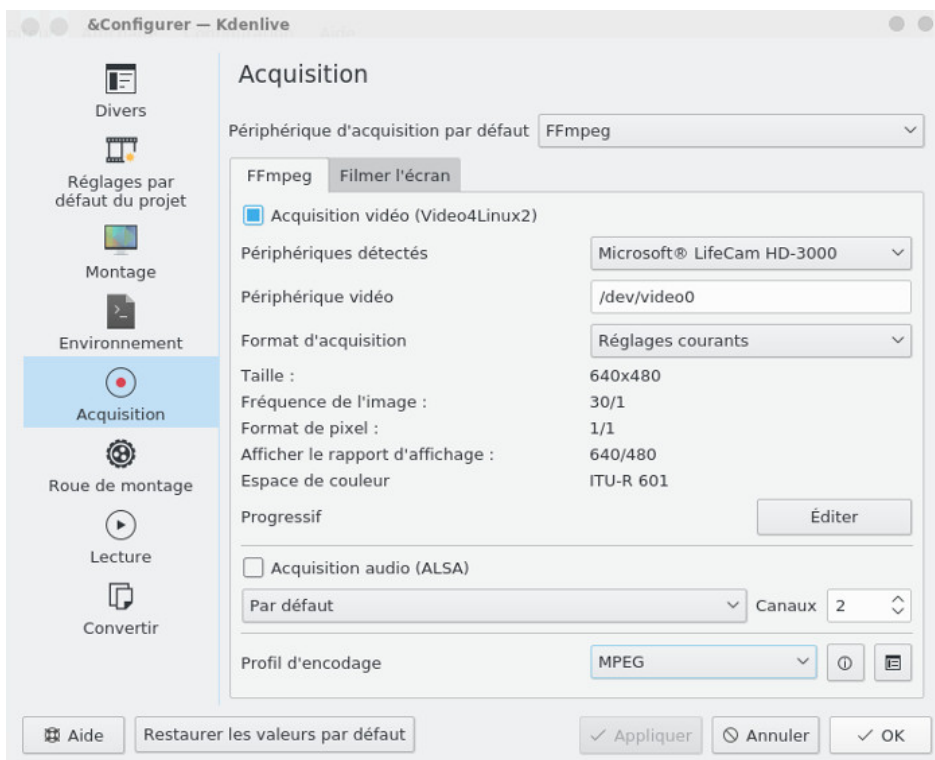 &Configurer — Kdenlive
Divers
Réglages par
défaut du projet
Montage
Environnement
Acquisition
Roue de montage
Lecture
Convertir
Acquisition
Périphérique d'acquisition par défaut FFmpeg
FFmpeg Filmer l'écran
Acquisition vidéo (Video4Linux2)
Périphériques détectés Microsoft® LifeCam HD-3000
Périphérique vidéo /dev/video0
Format d'acquisition Réglages courants
Taille : 640x480
Fréquence de l'image : 30/1
Format de pixel : 1/1
Afficher le rapport d'affichage : 640/480
Espace de couleur ITU-R 601
Progressif Éditer
Acquisition audio (ALSA)
Par défaut Canaux 2
Profil d'encodage MPEG
Aide Restaurer les valeurs par défaut Appliquer Annuler OK